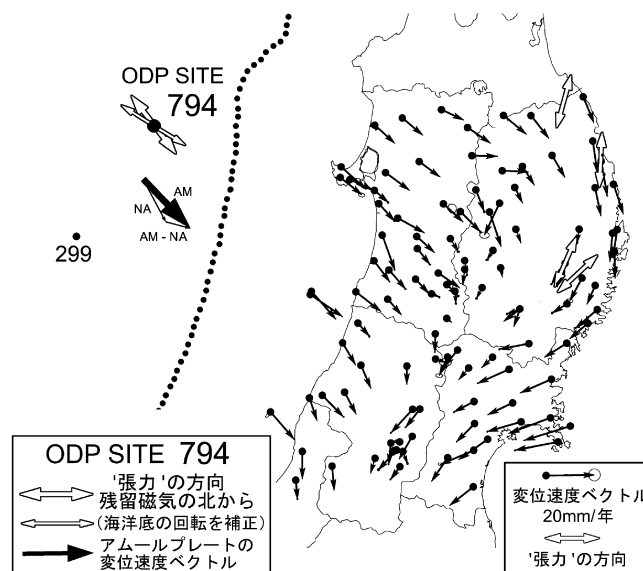 ODP SITE
794
AM
NA
AM - NA
299
ODP SITE 794
'張力'の方向
残留磁気の北から
(海洋底の回転を補正)
アムールプレートの
変位速度ベクトル
変位速度ベクトル
20mm/年
'張力'の方向